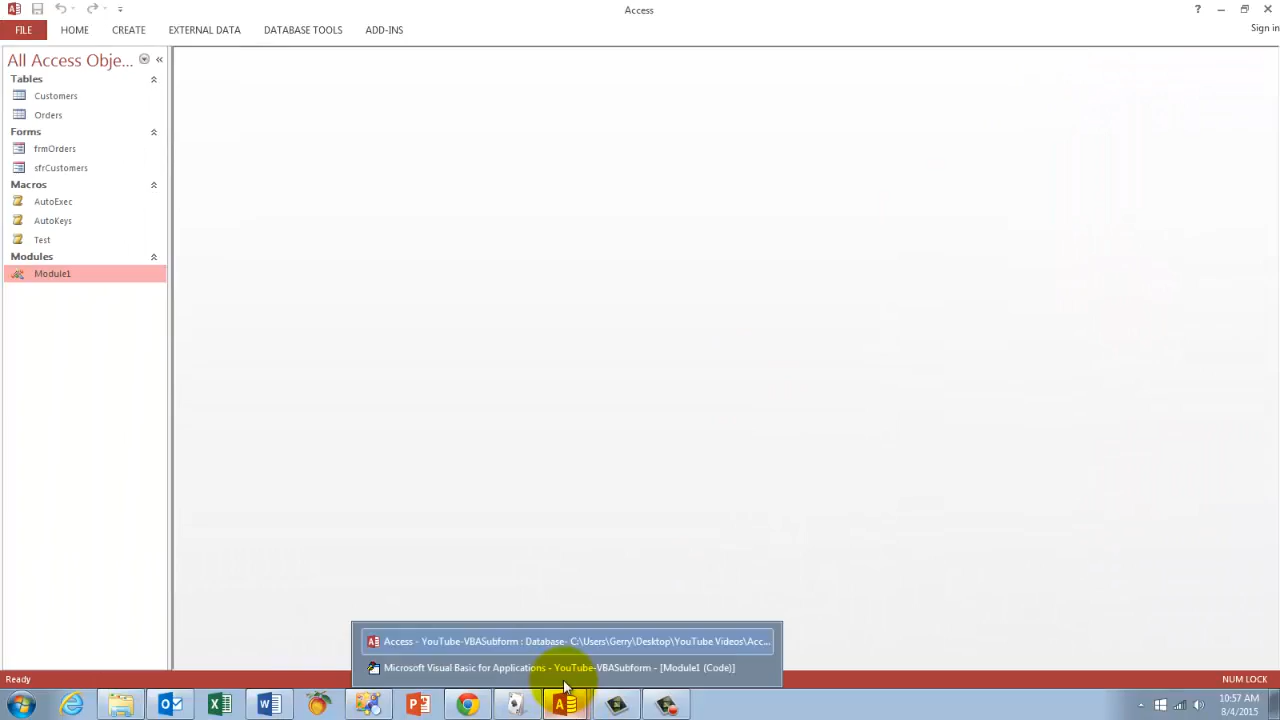 Access
FILE HOME CREATE EXTERNAL DATA DATABASE TOOLS ADD-INS Sign in
All Access Obje...
Tables
Customers
Orders
Forms
frmOrders
sfrCustomers
Macros
AutoExec
AutoKeys
Test
Modules
Module1
Access - YouTube-VBASubform : Database- C:\Users\Gerry\Desktop\YouTube Videos\Acc...
Microsoft Visual Basic for Applications - YouTube-VBASubform - [Module1 (Code)]
Ready NUM LOCK
10:57 AM
8/4/2015